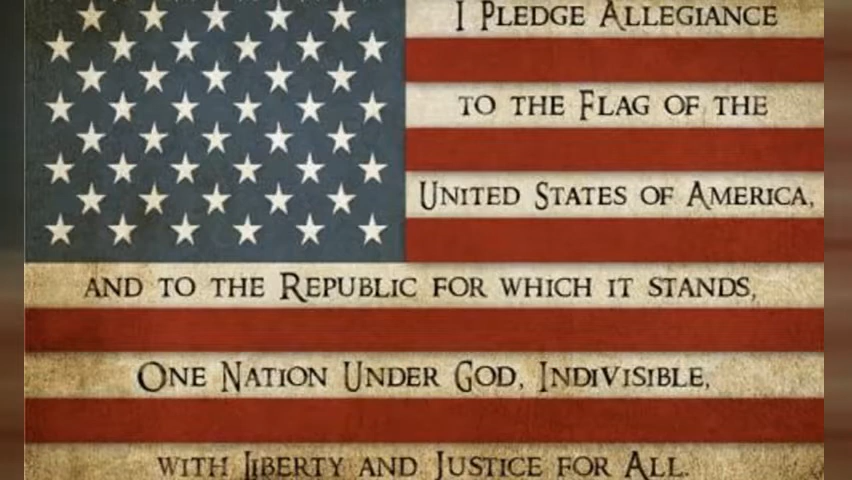 I Pledge Allegiance
to the Flag of the
United States of America,
and to the Republic for which it stands,
One Nation Under God, Indivisible,
with Liberty and Justice for All.